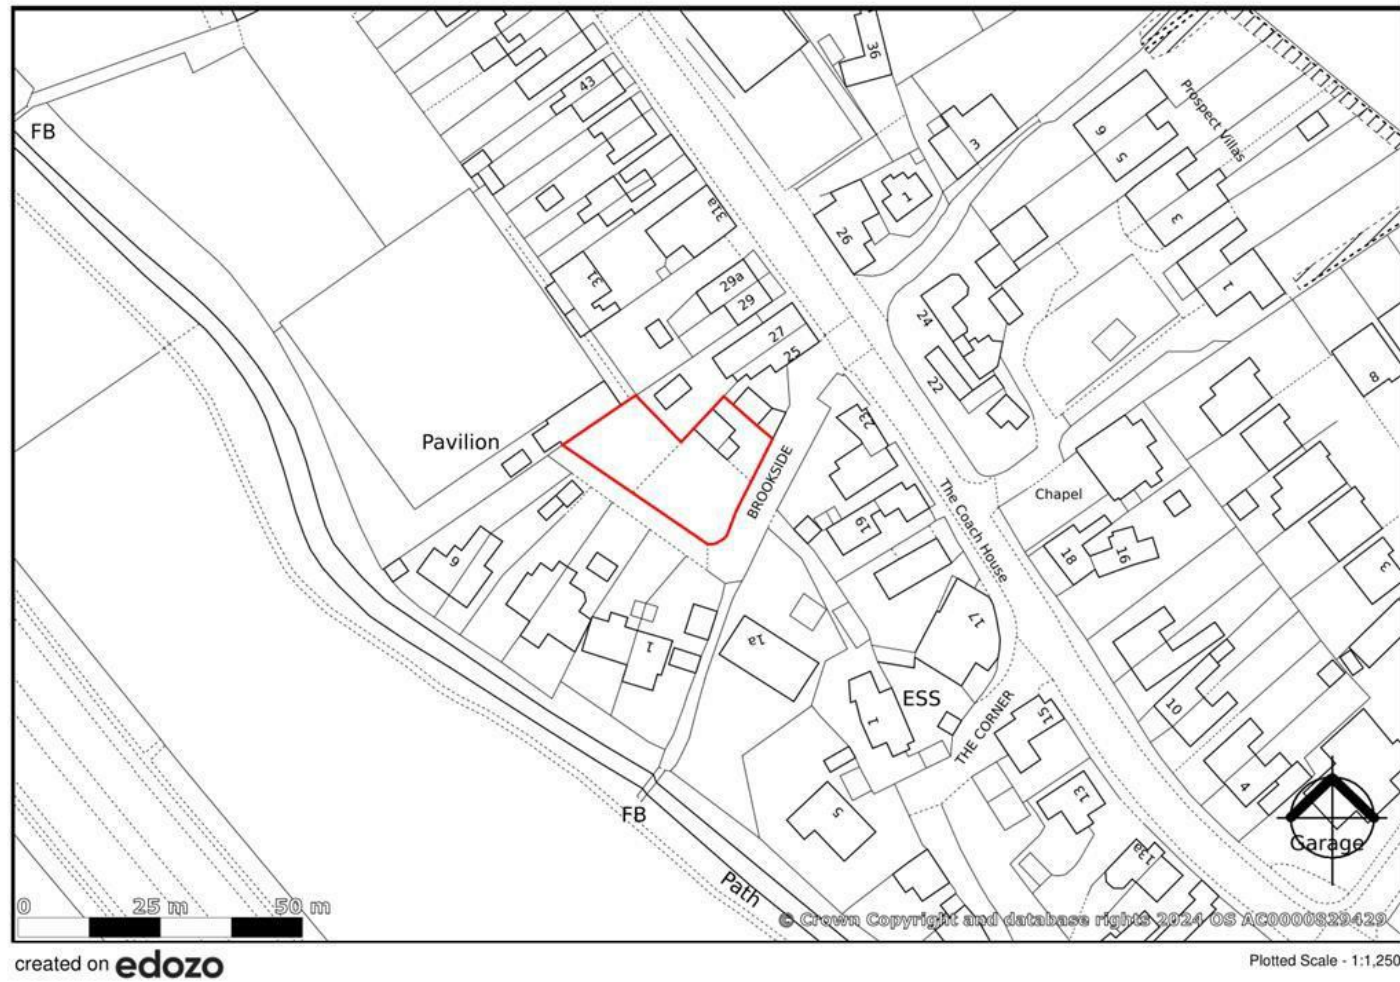 36
43
FB
Prospect Villas
3
6
5
1
31a
26
3
31
29a
1
29
24
27
25
22
8
23
Pavilion
BROOKSIDE
The Coach House
Chapel
19
18
16
9
3
17
1
1a
ESS
15
10
1
THE CORNER
4
13
5
FB
Garage
13a
Path
0 25 m 50 m
© Crown Copyright and database rights 2024 OS AC0000829429
created on edozo
Plotted Scale - 1:1,250